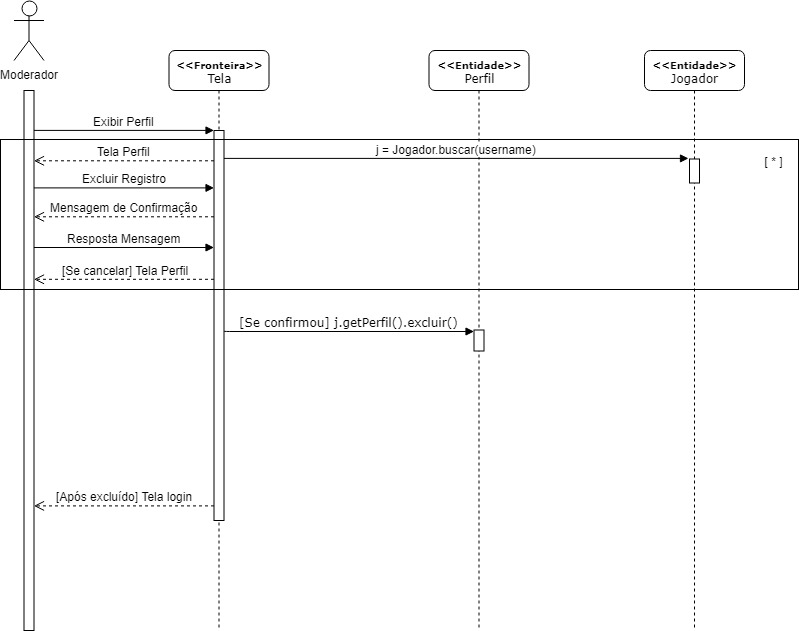 Moderador
<<Fronteira>>
Tela
<<Entidade>>
Perfil
<<Entidade>>
Jogador
Exibir Perfil
Tela Perfil
j = Jogador.buscar(username)
[ * ]
Excluir Registro
Mensagem de Confirmação
Resposta Mensagem
[Se cancelar] Tela Perfil
[Se confirmou] j.getPerfil().excluir()
[Após excluído] Tela login